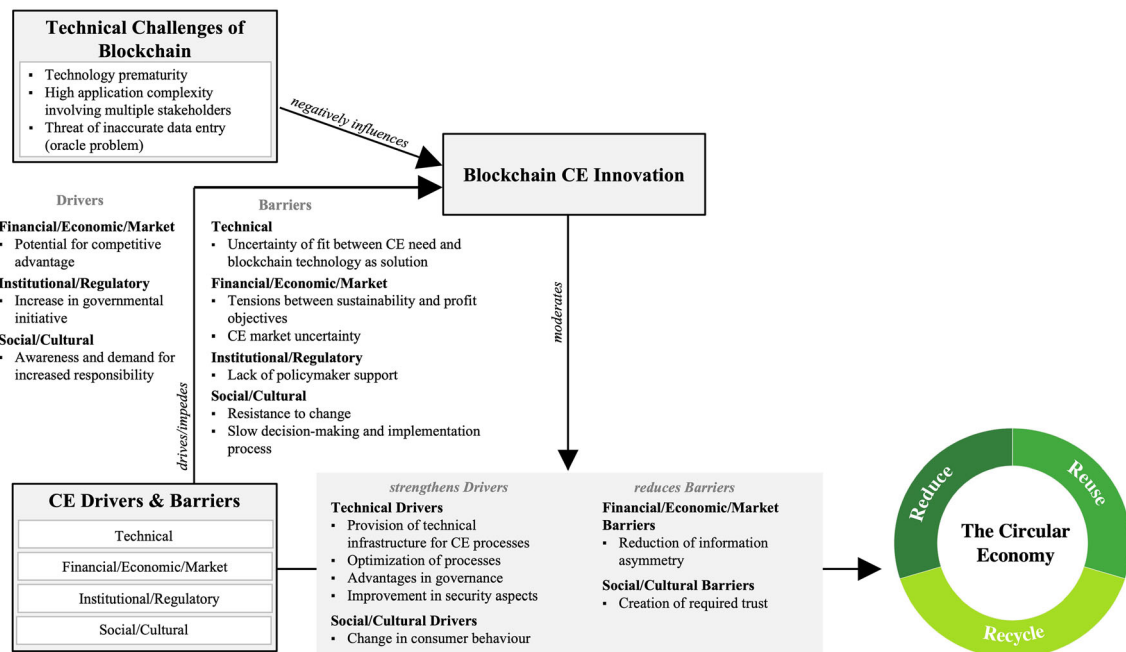 Technical Challenges of
Blockchain
▪ Technology prematurity
▪ High application complexity
involving multiple stakeholders
▪ Threat of inaccurate data entry
(oracle problem)
negatively influences
Blockchain CE Innovation
Drivers
Financial/Economic/Market
▪ Potential for competitive
advantage
Institutional/Regulatory
▪ Increase in governmental
initiative
Social/Cultural
▪ Awareness and demand for
increased responsibility
drives/impedes
Barriers
Technical
▪ Uncertainty of fit between CE need and
blockchain technology as solution
Financial/Economic/Market
▪ Tensions between sustainability and profit
objectives
▪ CE market uncertainty
Institutional/Regulatory
▪ Lack of policymaker support
Social/Cultural
▪ Resistance to change
▪ Slow decision-making and implementation
process
moderates
CE Drivers & Barriers
Technical
Financial/Economic/Market
Institutional/Regulatory
Social/Cultural
strengthens Drivers
Technical Drivers
▪ Provision of technical
infrastructure for CE processes
▪ Optimization of processes
▪ Advantages in governance
▪ Improvement in security aspects
Social/Cultural Drivers
▪ Change in consumer behaviour
reduces Barriers
Financial/Economic/Market
Barriers
▪ Reduction of information
asymmetry
Social/Cultural Barriers
▪ Creation of required trust
Reduce
Reuse
The Circular
Economy
Recycle